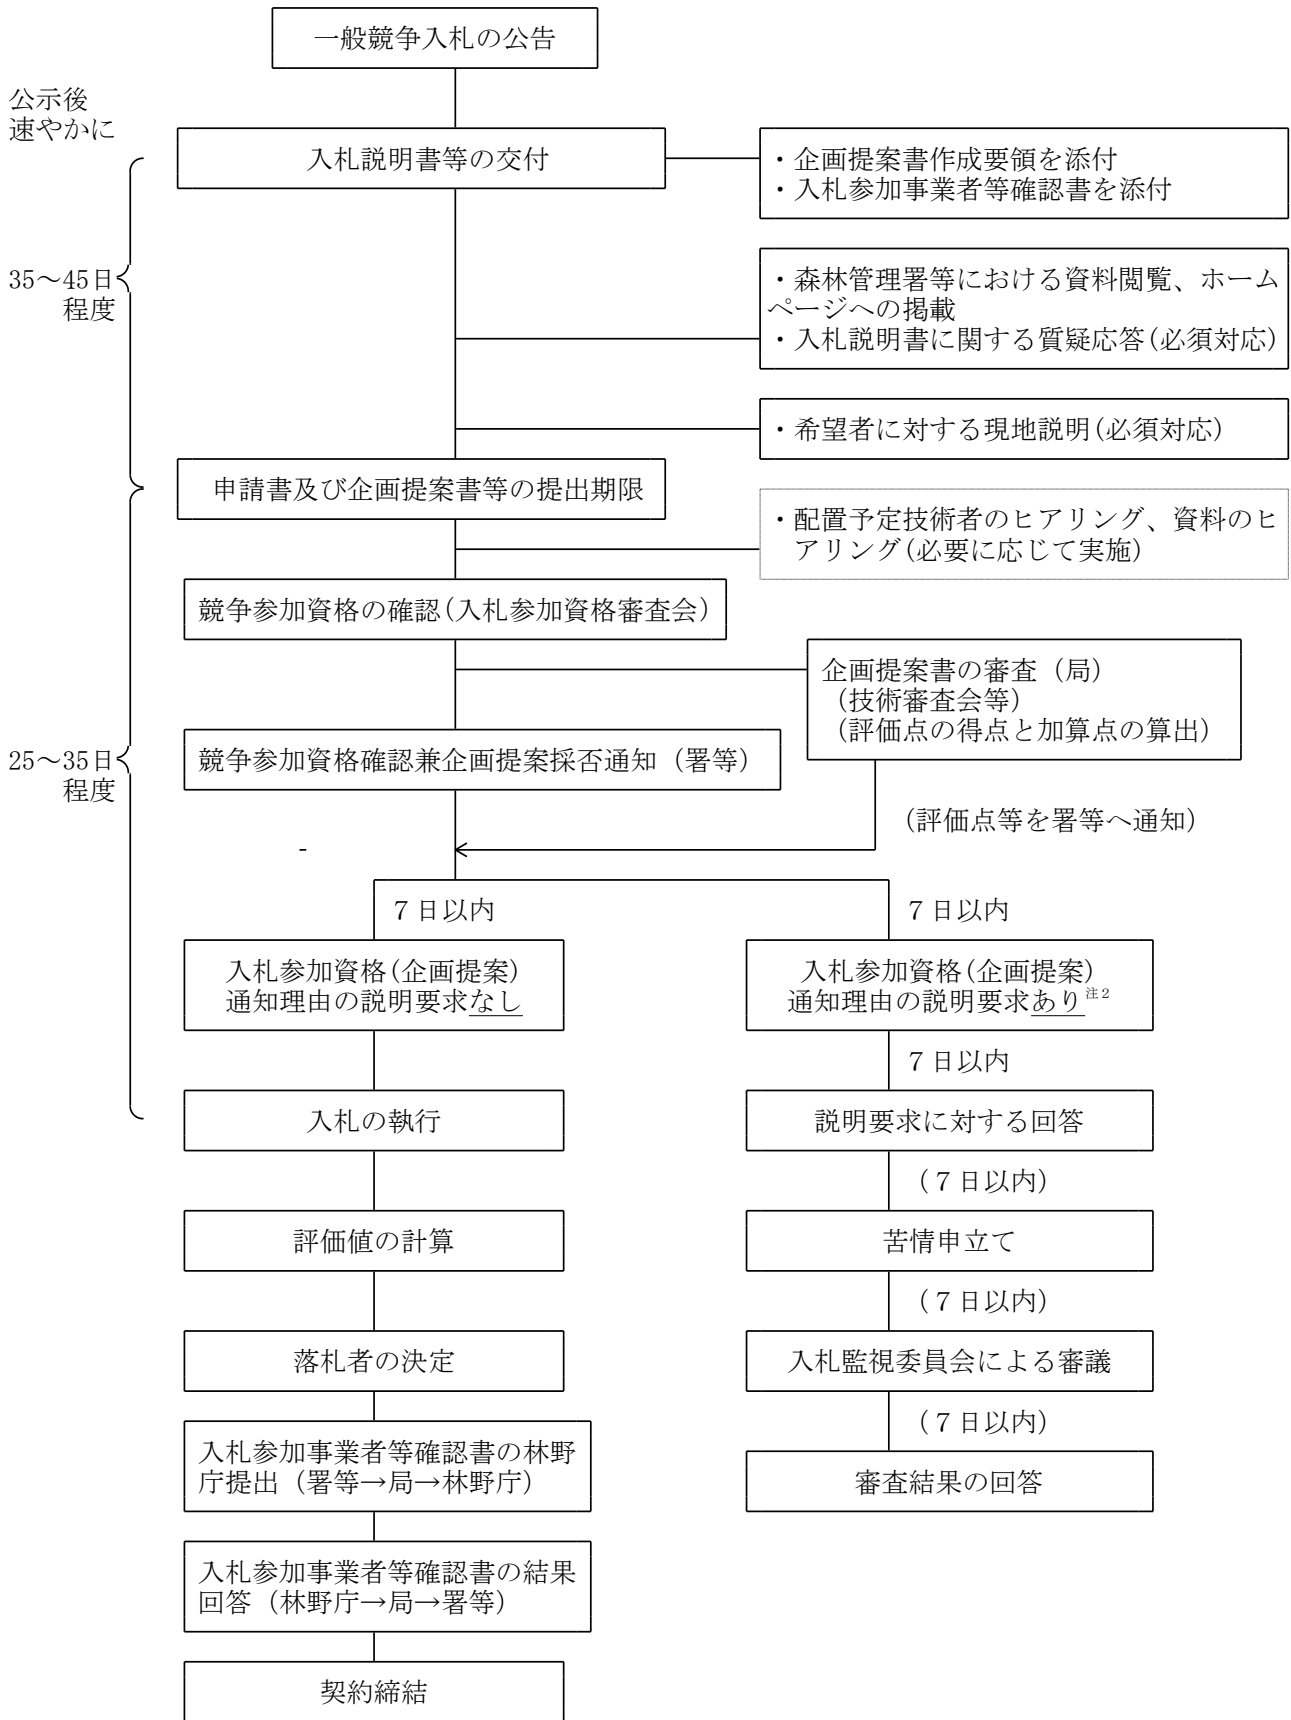 一般競争入札の公告
公示後
速やかに
入札説明書等の交付
・企画提案書作成要領を添付
・入札参加事業者等確認書を添付
35～45日
程度
・森林管理署等における資料閲覧、ホーム
ページへの掲載
・入札説明書に関する質疑応答(必須対応)
・希望者に対する現地説明(必須対応)
申請書及び企画提案書等の提出期限
・配置予定技術者のヒアリング、資料のヒ
アリング(必要に応じて実施)
競争参加資格の確認(入札参加資格審査会)
企画提案書の審査（局）
（技術審査会等）
（評価点の得点と加算点の算出）
競争参加資格確認兼企画提案採否通知（署等）
25～35日
程度
（評価点等を署等へ通知）
-
７日以内
７日以内
入札参加資格(企画提案)
通知理由の説明要求なし
入札参加資格(企画提案)
通知理由の説明要求あり注２
７日以内
入札の執行
説明要求に対する回答
（７日以内）
評価値の計算
苦情申立て
（７日以内）
落札者の決定
入札監視委員会による審議
（７日以内）
入札参加事業者等確認書の林野
庁提出（署等→局→林野庁）
審査結果の回答
入札参加事業者等確認書の結果
回答（林野庁→局→署等）
契約締結